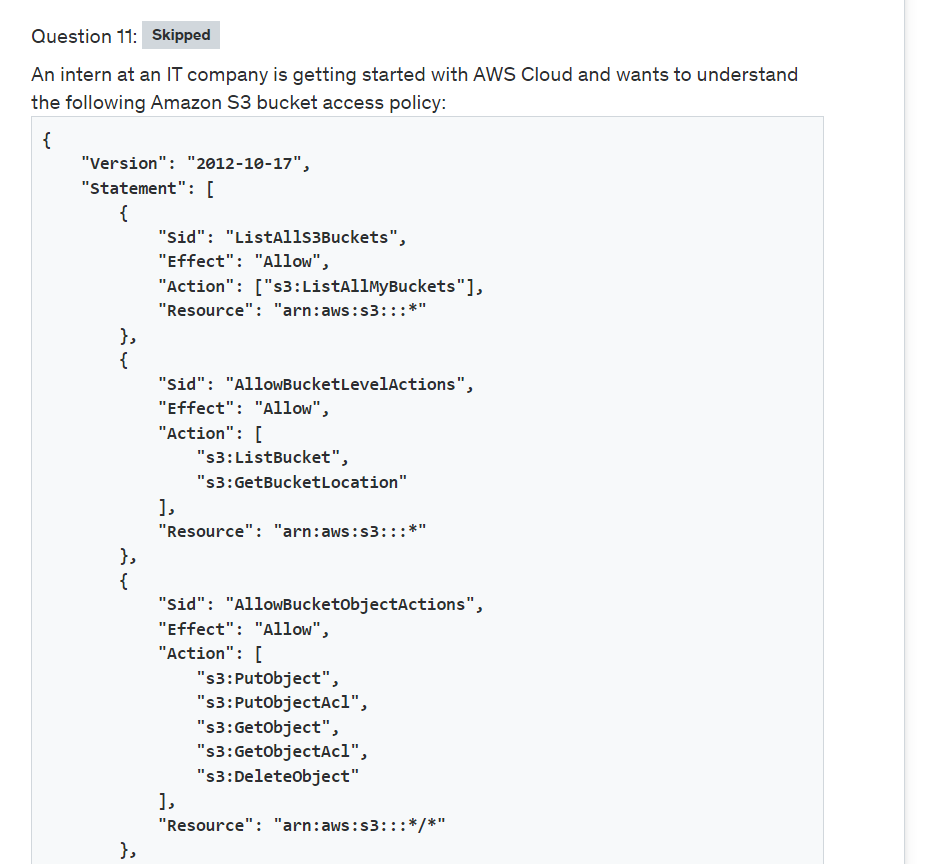 Question 11: Skipped
An intern at an IT company is getting started with AWS Cloud and wants to understand
the following Amazon S3 bucket access policy:
{
    "Version": "2012-10-17",
    "Statement": [
        {
            "Sid": "ListAllS3Buckets",
            "Effect": "Allow",
            "Action": ["s3:ListAllMyBuckets"],
            "Resource": "arn:aws:s3:::*"
        },
        {
            "Sid": "AllowBucketLevelActions",
            "Effect": "Allow",
            "Action": [
                "s3:ListBucket",
                "s3:GetBucketLocation"
            ],
            "Resource": "arn:aws:s3:::*"
        },
        {
            "Sid": "AllowBucketObjectActions",
            "Effect": "Allow",
            "Action": [
                "s3:PutObject",
                "s3:PutObjectAcl",
                "s3:GetObject",
                "s3:GetObjectAcl",
                "s3:DeleteObject"
            ],
            "Resource": "arn:aws:s3:::*/*"
        },